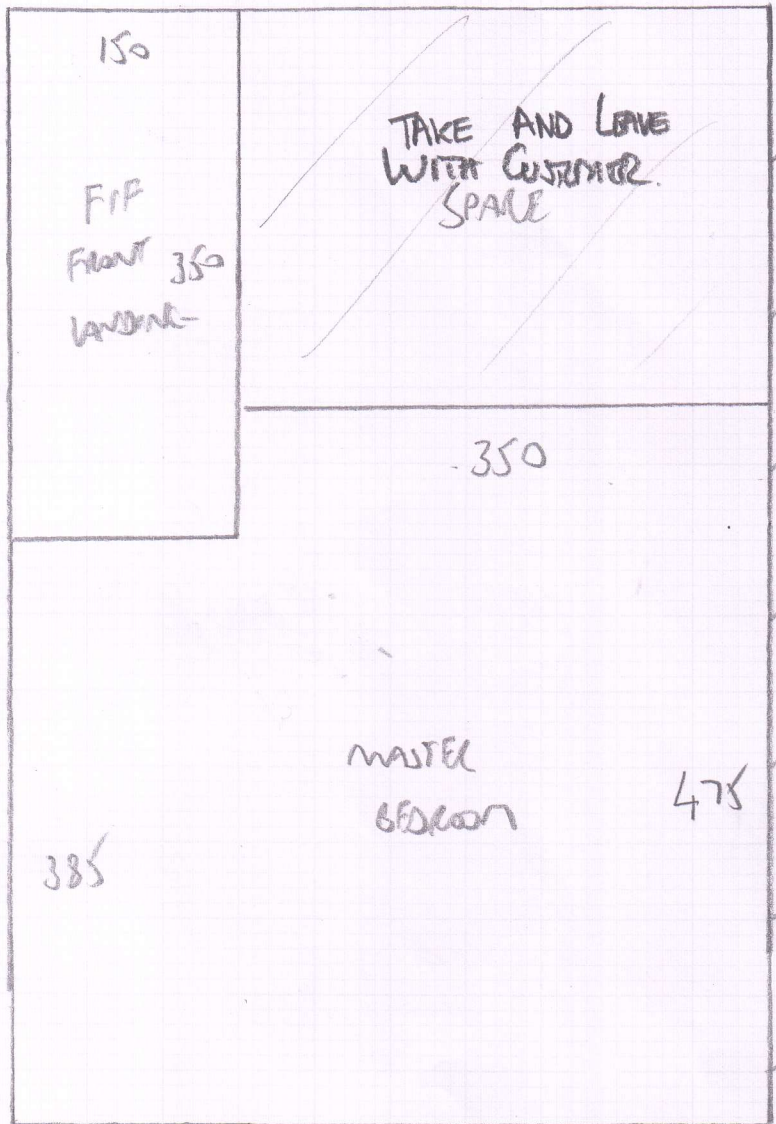 150
TAKE AND LEAVE
WITH CUSTOMER.
SPARE
F/F
FRONT 350
LANDING
350
MASTER
BEDROOM
475
385